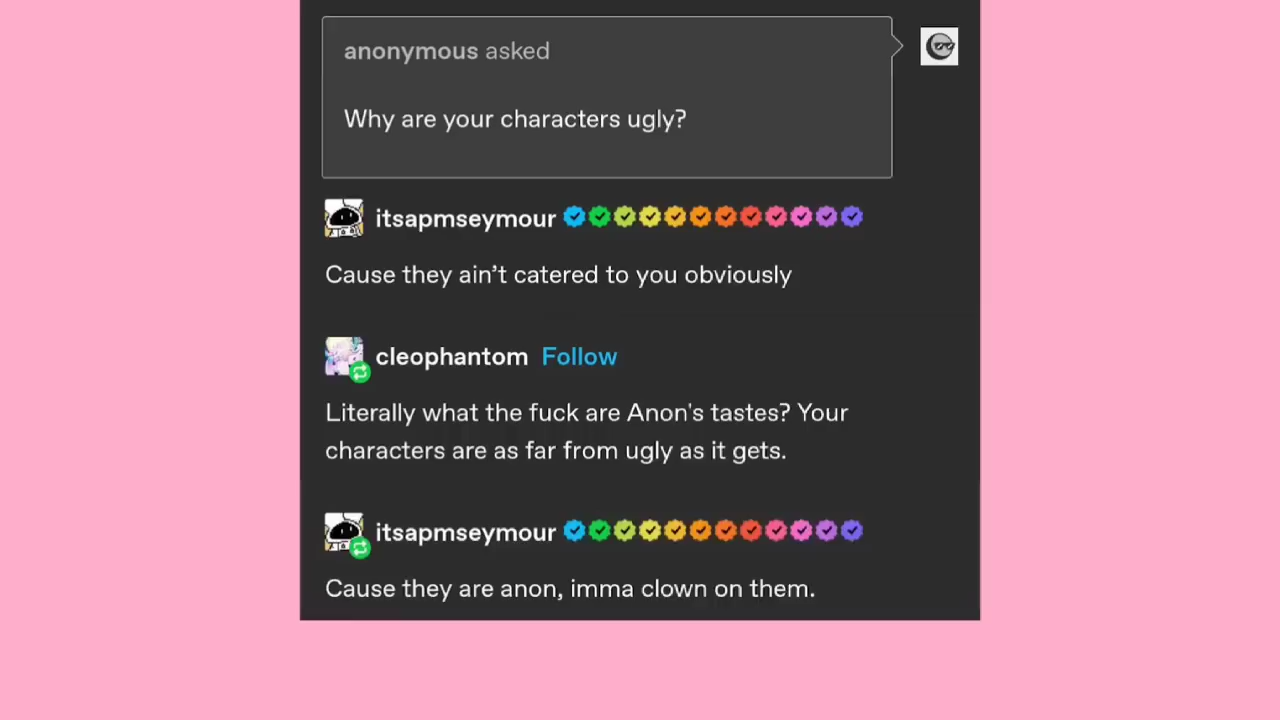 anonymous asked
Why are your characters ugly?
itsapmseymour
Cause they ain’t catered to you obviously
cleophantom Follow
Literally what the fuck are Anon's tastes? Your
characters are as far from ugly as it gets.
itsapmseymour
Cause they are anon, imma clown on them.